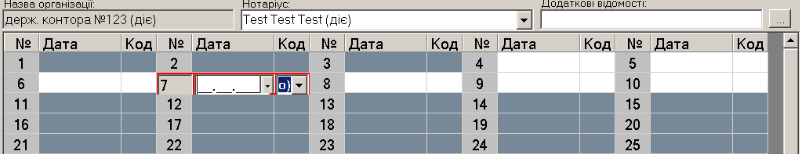 Назва організації: Нотаріус: Додаткові відомості:
держ. контора №123 (діє) Test Test Test (діє) ...
№ Дата Код № Дата Код № Дата Код № Дата Код № Дата Код
1 2 3 4 5
6 7 __.__.____ о) 8 9 10
11 12 13 14 15
16 17 18 19 20
21 22 23 24 25